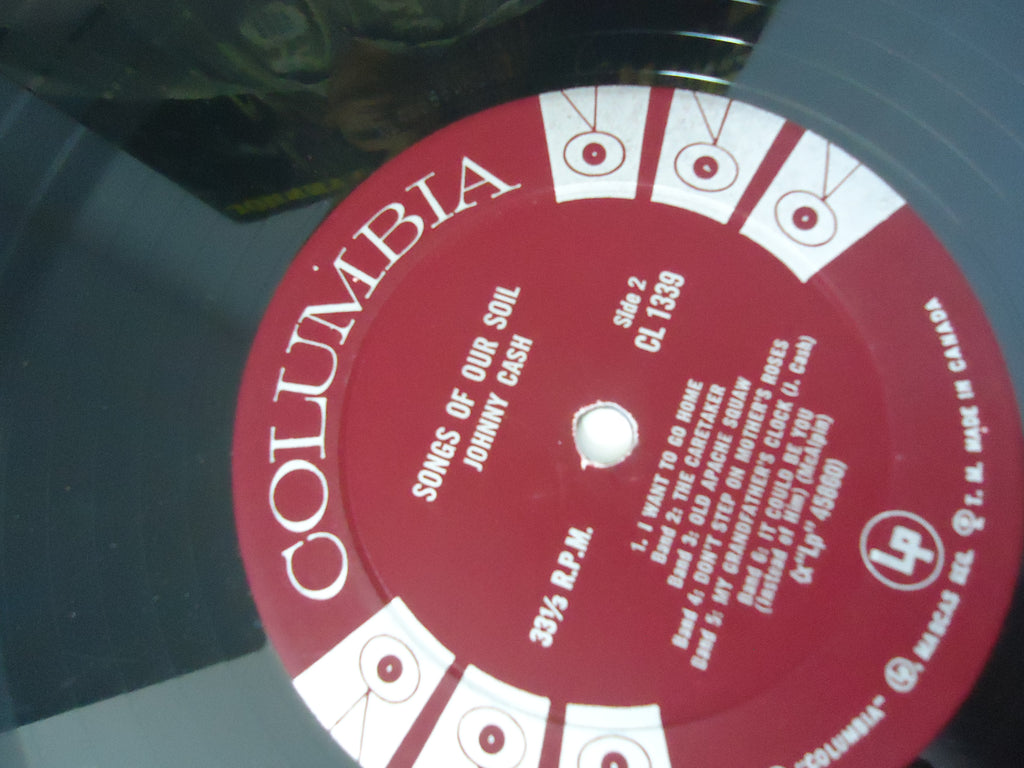 COLUMBIA
SONGS OF OUR SOIL
JOHNNY CASH
Side 2
CL 1339
33⅓ R.P.M.
1. I WANT TO GO HOME
Band 2: THE CARETAKER
Band 3: OLD APACHE SQUAW
Band 4: DON'T STEP ON MOTHER'S ROSES
Band 5: MY GRANDFATHER'S CLOCK (J. Cash)
Band 6: IT COULD BE YOU
(Instead of Him) (McAlpin)
(x"Lp" 45860)
Lp
"COLUMBIA" Lp MARCAS REG. T. M. MADE IN CANADA